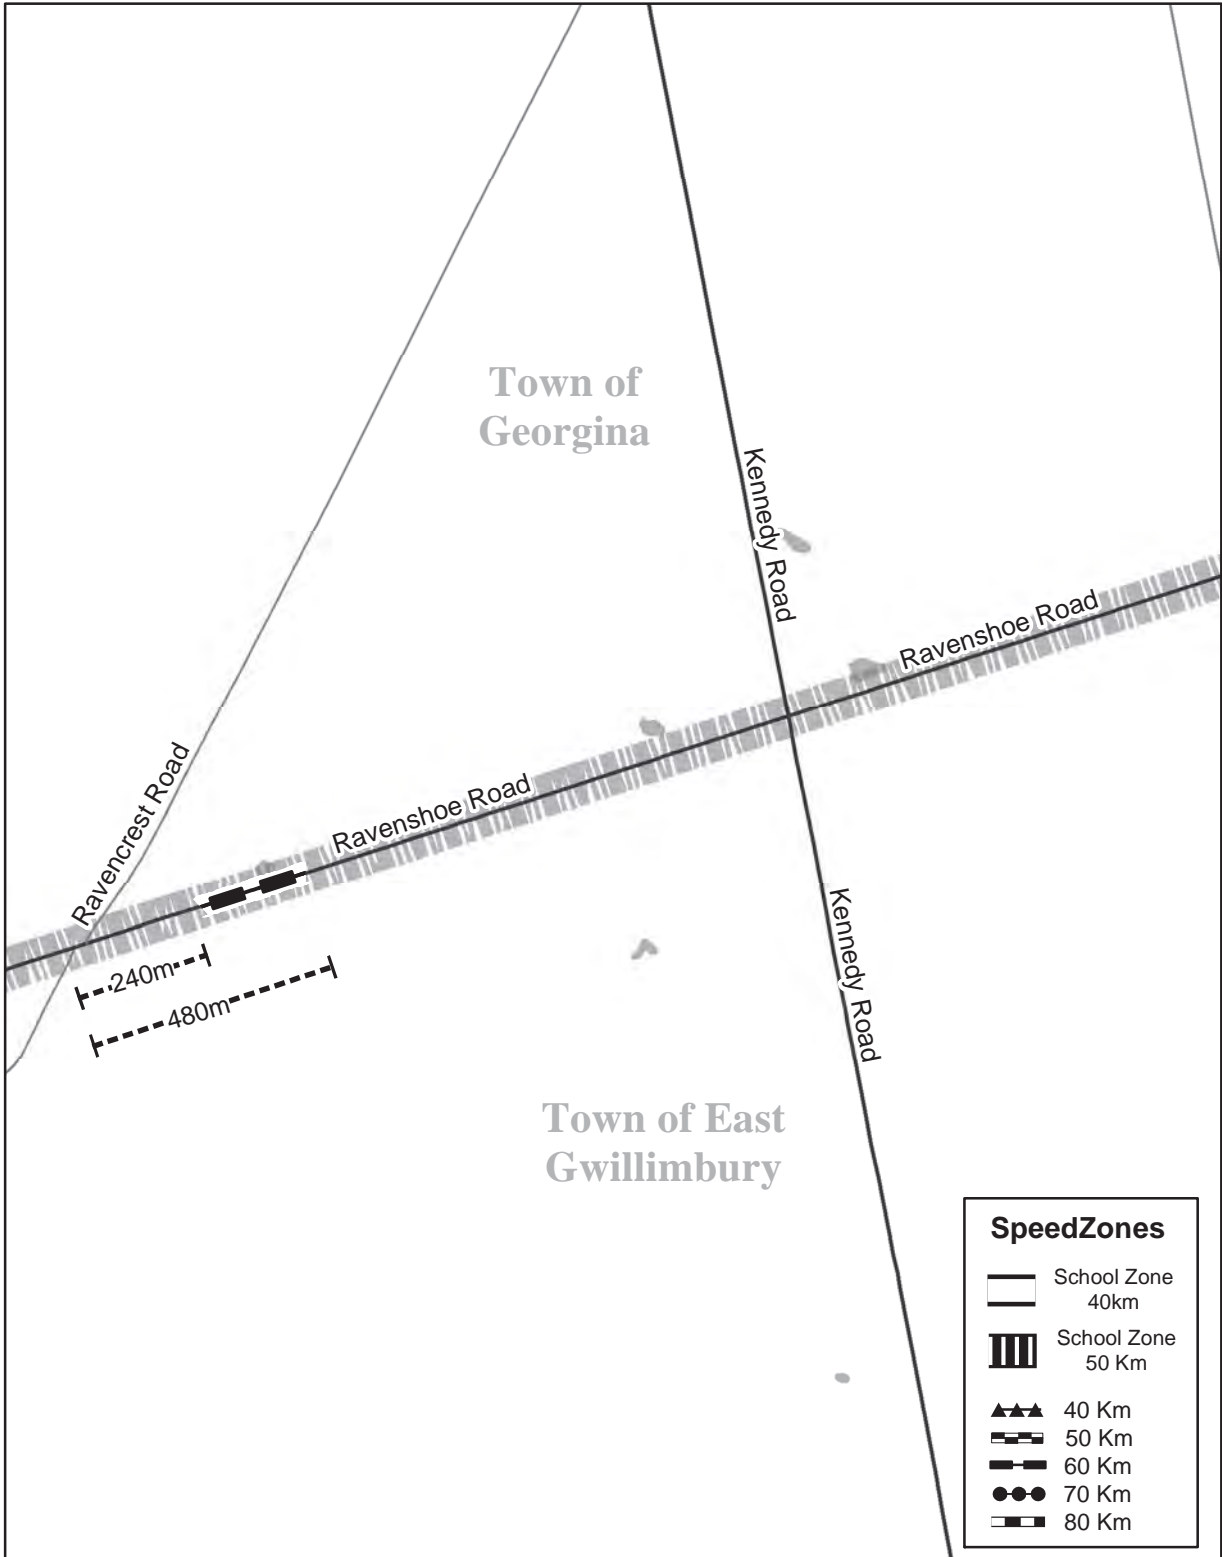 Town of
Georgina
Kennedy Road
Ravenshoe Road
Ravencrest Road
Ravenshoe Road
240m
480m
Kennedy Road
Town of East
Gwillimbury
SpeedZones
School Zone
40km
School Zone
50 Km
40 Km
50 Km
60 Km
70 Km
80 Km